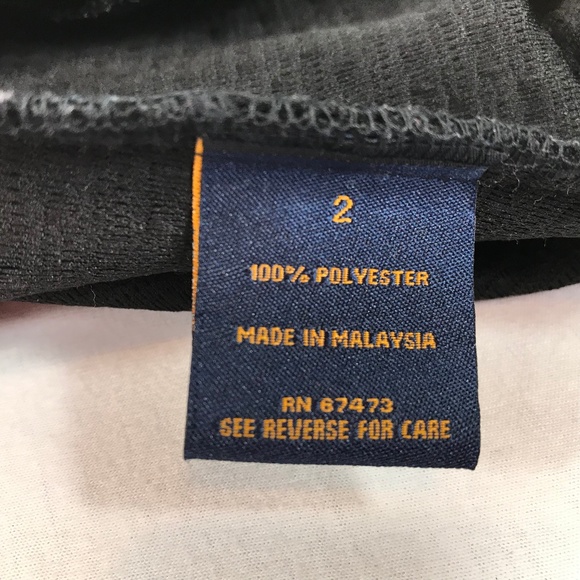 2
100% POLYESTER
MADE IN MALAYSIA
RN 67473
SEE REVERSE FOR CARE